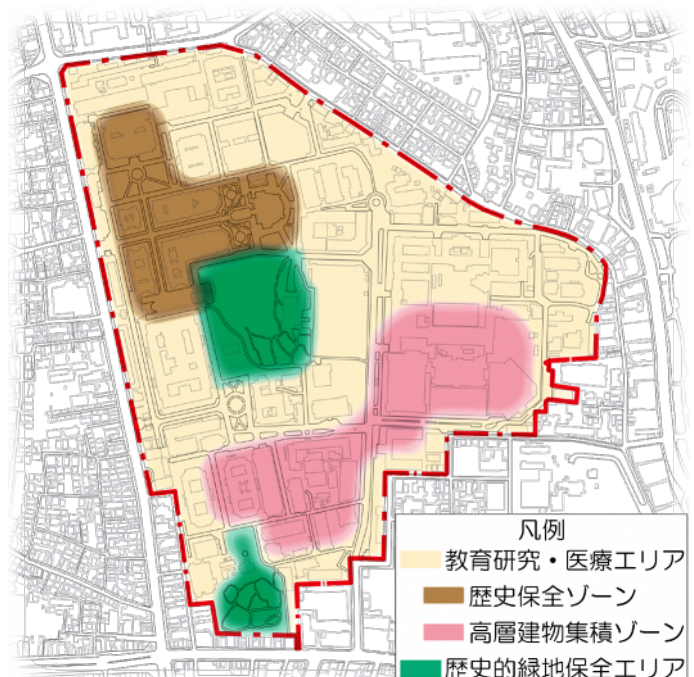 凡例
教育研究・医療エリア
歴史保全ゾーン
高層建物集積ゾーン
歴史的緑地保全エリア